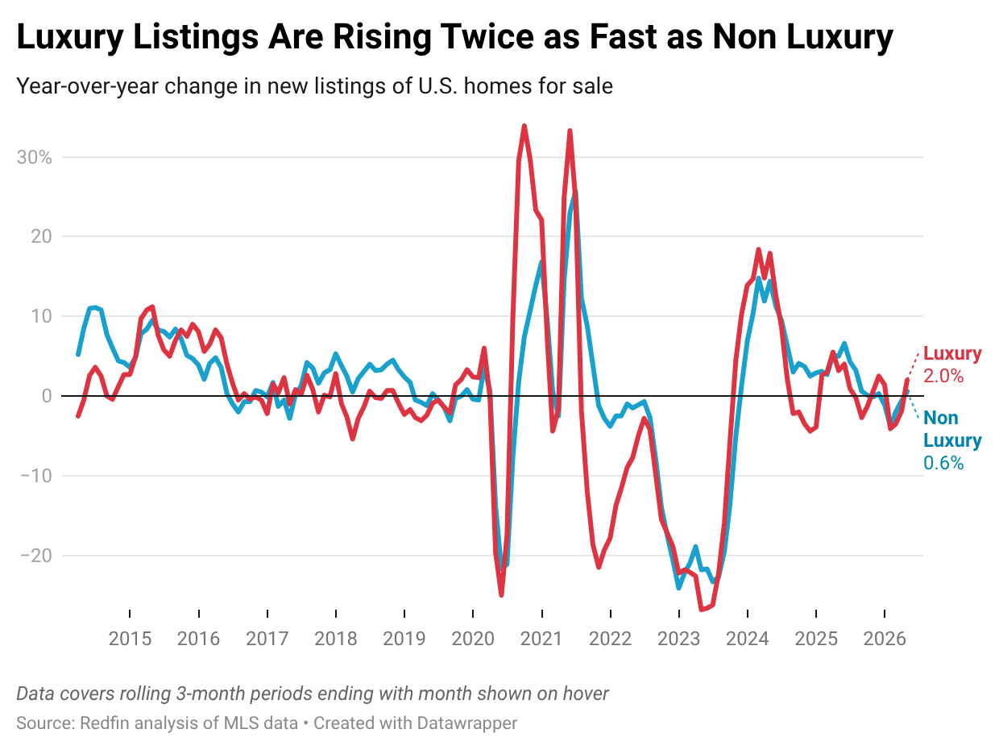 Luxury Listings Are Rising Twice as Fast as Non Luxury
Year-over-year change in new listings of U.S. homes for sale
30%
20
10
0
−10
−20
Luxury
2.0%
Non
Luxury
0.6%
2015 2016 2017 2018 2019 2020 2021 2022 2023 2024 2025 2026
Data covers rolling 3-month periods ending with month shown on hover
Source: Redfin analysis of MLS data • Created with Datawrapper